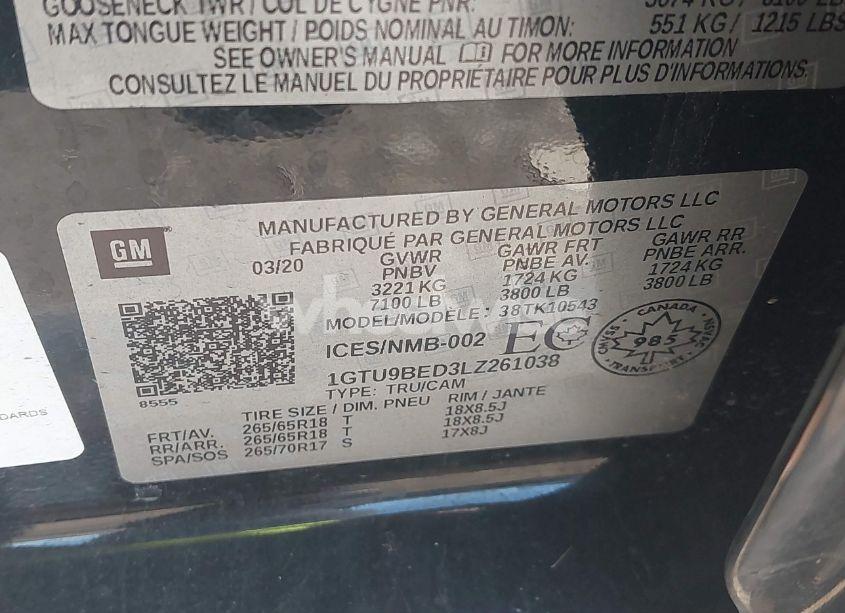 GOOSENECK TWR / COL DE CYGNE PNR:
MAX TONGUE WEIGHT / POIDS NOMINAL AU TIMON: 551 KG / 1215 LBS
SEE OWNER'S MANUAL FOR MORE INFORMATION
CONSULTEZ LE MANUEL DU PROPRIÉTAIRE POUR PLUS D'INFORMATIONS.
GM
MANUFACTURED BY GENERAL MOTORS LLC
FABRIQUÉ PAR GENERAL MOTORS LLC
03/20 GVWR GAWR FRT GAWR RR
PNBV PNBE AV. PNBE ARR.
3221 KG 1724 KG 1724 KG
7100 LB 3800 LB 3800 LB
MODEL/MODÈLE: 38TK10543
ICES/NMB-002 EC
CANADA
985
1GTU9BED3LZ261038
TYPE: TRU/CAM
8555
TIRE SIZE / DIM. PNEU RIM / JANTE
FRT/AV. 265/65R18 T 18X8.5J
RR/ARR. 265/65R18 T 18X8.5J
SPA/SOS 265/70R17 S 17X8J
DARDS